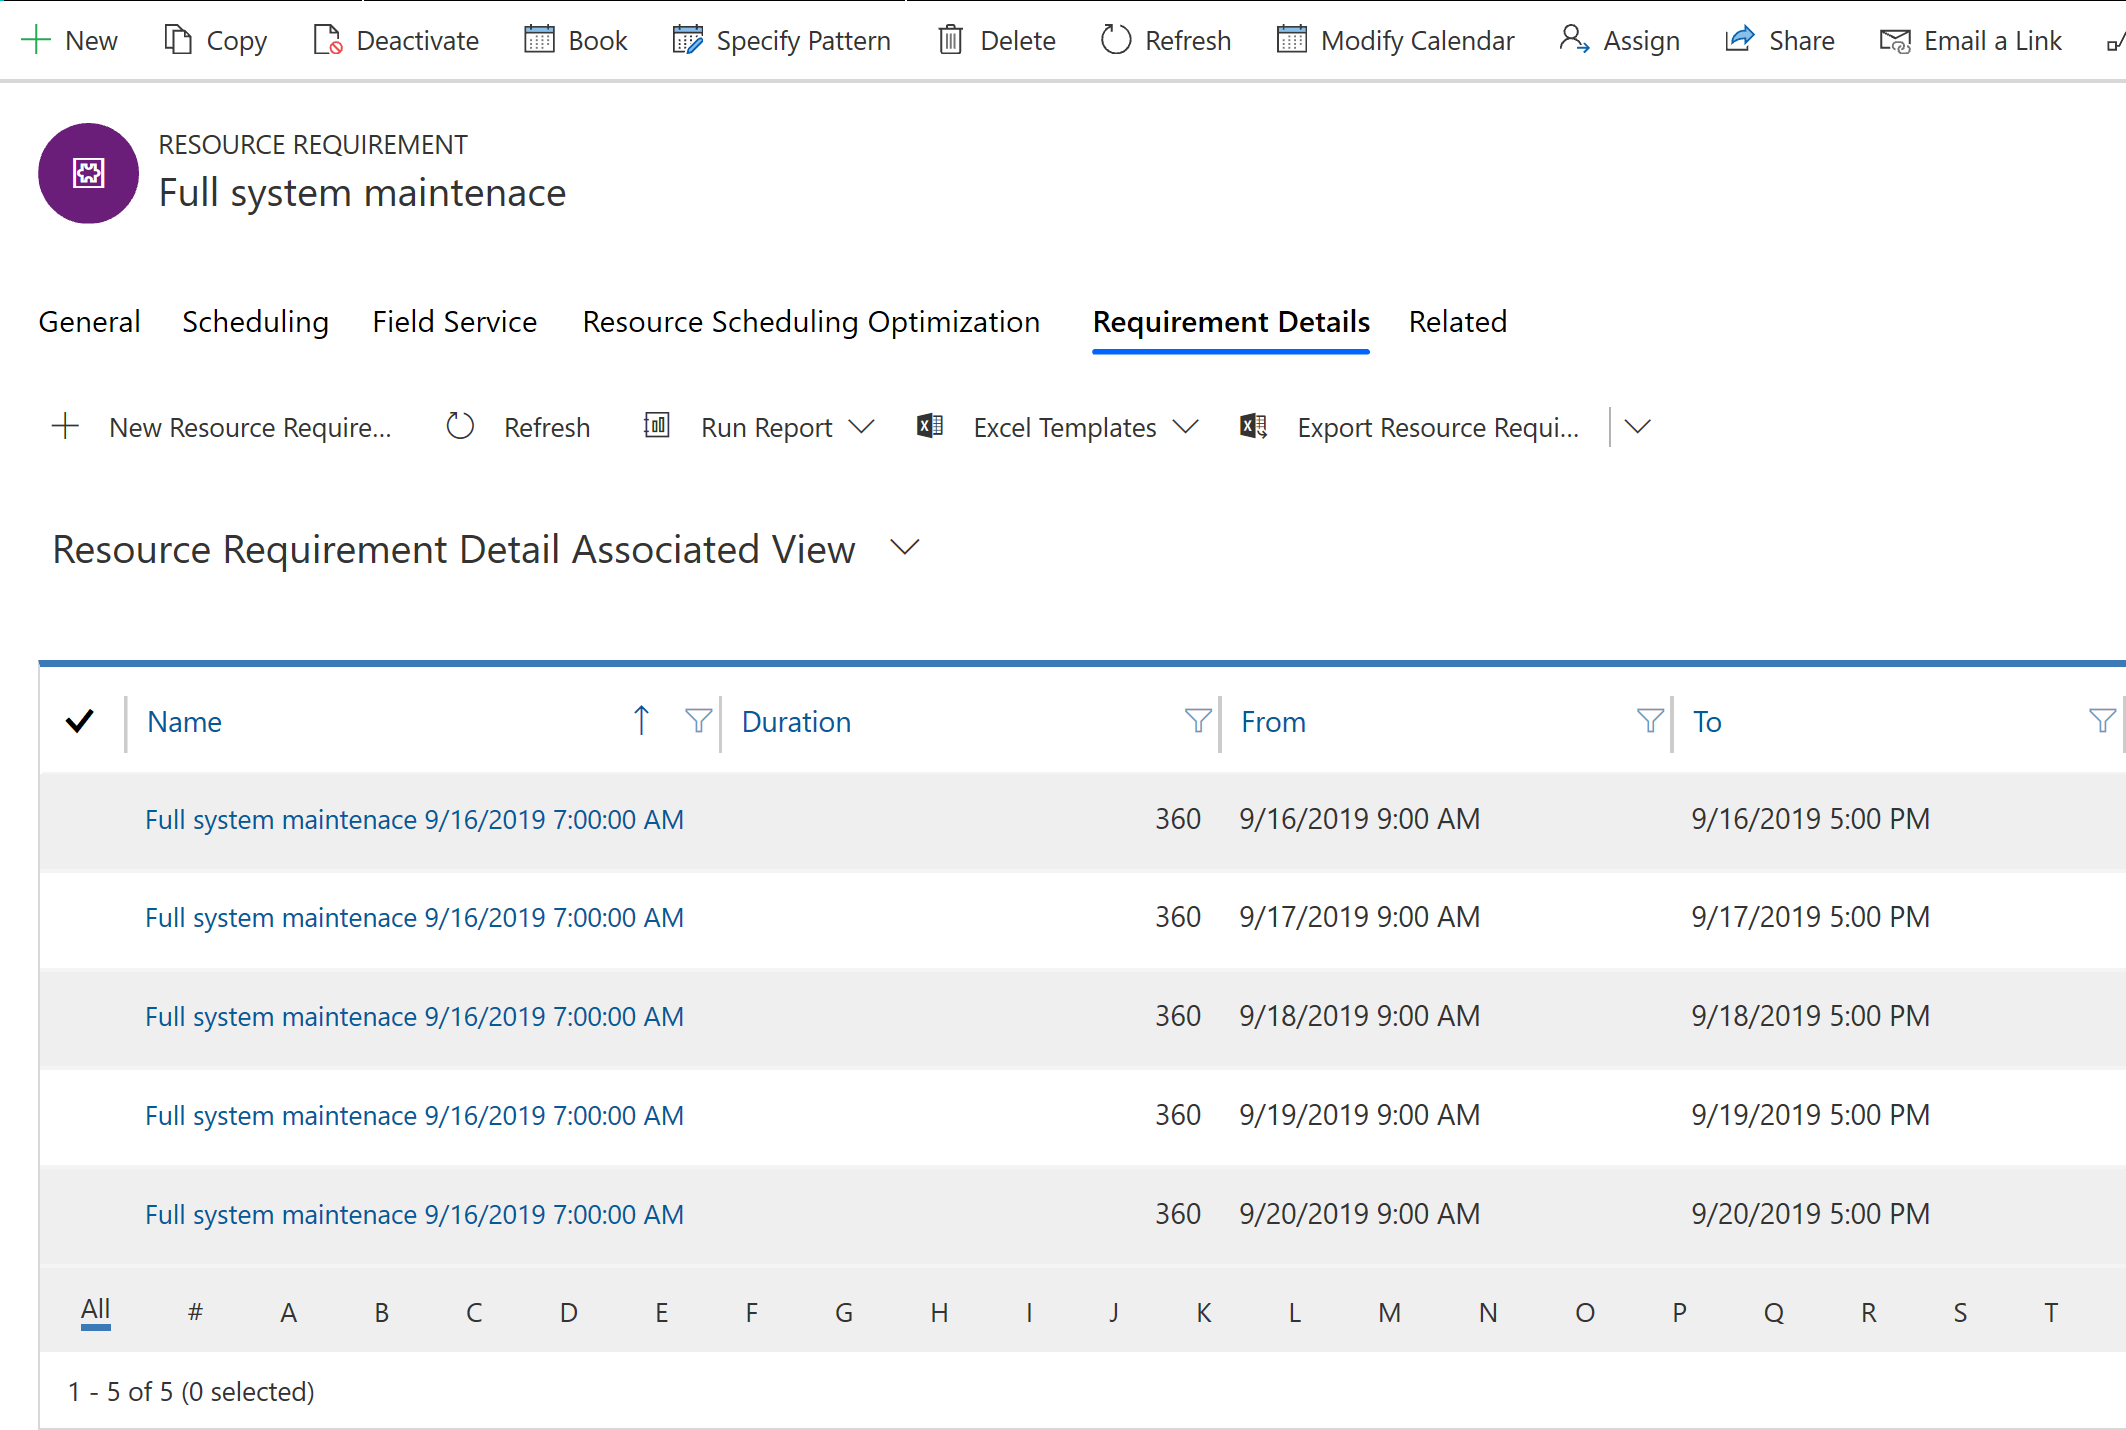 New Copy Deactivate Book Specify Pattern Delete Refresh Modify Calendar Assign Share Email a Link
RESOURCE REQUIREMENT
Full system maintenace
General Scheduling Field Service Resource Scheduling Optimization Requirement Details Related
New Resource Require... Refresh Run Report Excel Templates Export Resource Requi...
Resource Requirement Detail Associated View
Name Duration From To
Full system maintenace 9/16/2019 7:00:00 AM 360 9/16/2019 9:00 AM 9/16/2019 5:00 PM
Full system maintenace 9/16/2019 7:00:00 AM 360 9/17/2019 9:00 AM 9/17/2019 5:00 PM
Full system maintenace 9/16/2019 7:00:00 AM 360 9/18/2019 9:00 AM 9/18/2019 5:00 PM
Full system maintenace 9/16/2019 7:00:00 AM 360 9/19/2019 9:00 AM 9/19/2019 5:00 PM
Full system maintenace 9/16/2019 7:00:00 AM 360 9/20/2019 9:00 AM 9/20/2019 5:00 PM
All # A B C D E F G H I J K L M N O P Q R S T
1 - 5 of 5 (0 selected)